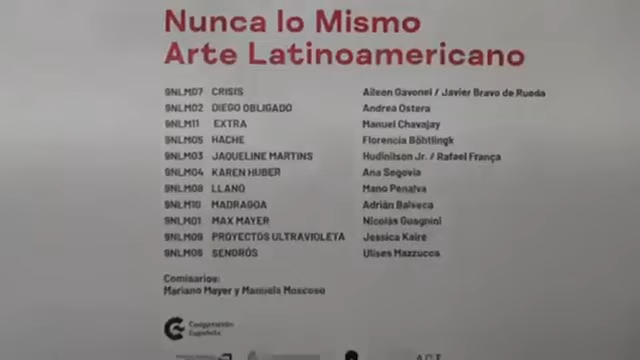 Nunca lo Mismo
Arte Latinoamericano
9NLM07 CRISIS Aileen Gavonel / Javier Bravo de Rueda
9NLM02 DIEGO OBLIGADO Andrea Ostera
9NLM11 EXTRA Manuel Chavajay
9NLM05 HACHE Florencia Böhtlingk
9NLM03 JAQUELINE MARTINS Hudinilson Jr. / Rafael França
9NLM04 KAREN HUBER Ana Segovia
9NLM08 LLANO Mano Penalva
9NLM10 MADRAGOA Adrián Balseca
9NLM01 MAX MAYER Nicolás Guagnini
9NLM09 PROYECTOS ULTRAVIOLETA Jessica Kaire
9NLM06 SENDRÓS Ulises Mazzucca
Comisarios:
Mariano Mayer y Manuela Moscoso
Cooperación
Española